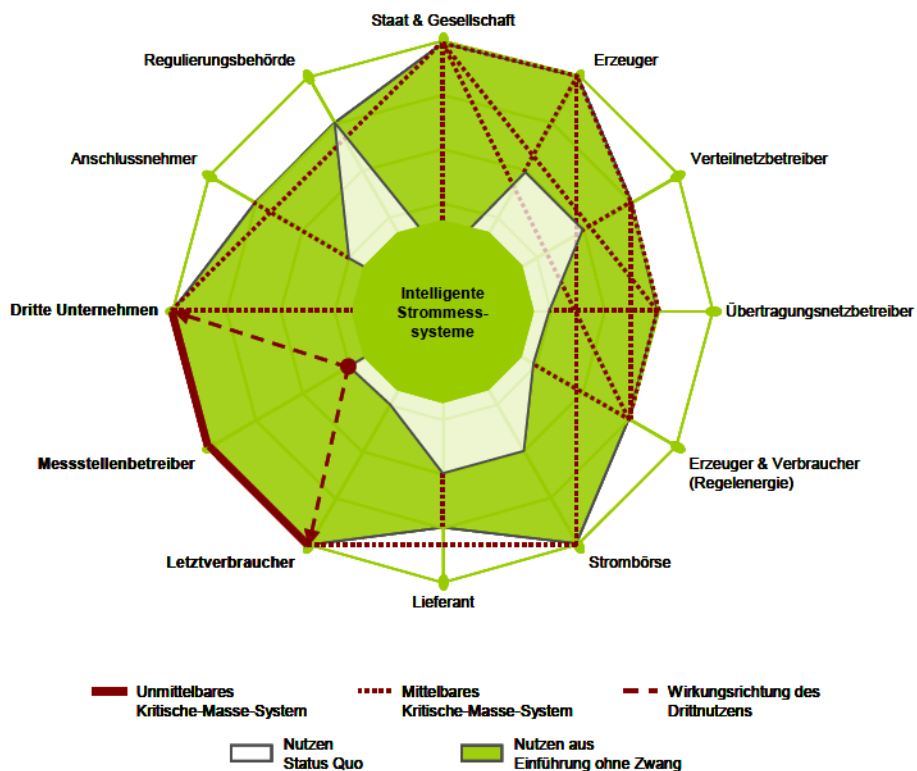 Staat & Gesellschaft
Regulierungsbehörde
Erzeuger
Anschlussnehmer
Verteilnetzbetreiber
Intelligente
Strommess-
systeme
Dritte Unternehmen
Übertragungsnetzbetreiber
Messstellenbetreiber
Erzeuger & Verbraucher
(Regelenergie)
Letztverbraucher
Strombörse
Lieferant
Unmittelbares
Kritische-Masse-System
Mittelbares
Kritische-Masse-System
Wirkungsrichtung des
Drittnutzens
Nutzen
Status Quo
Nutzen aus
Einführung ohne Zwang